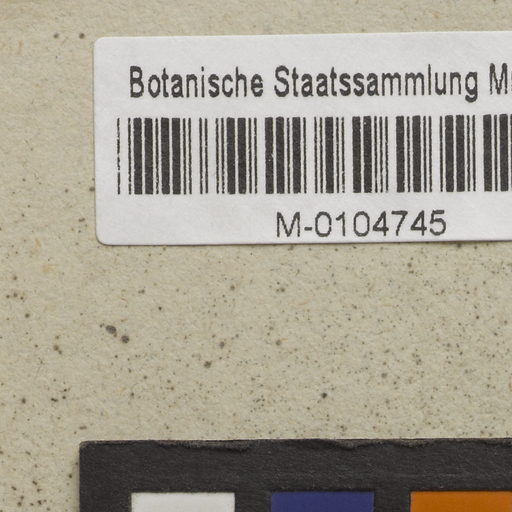 Botanische Staatssammlung M
M-0104745